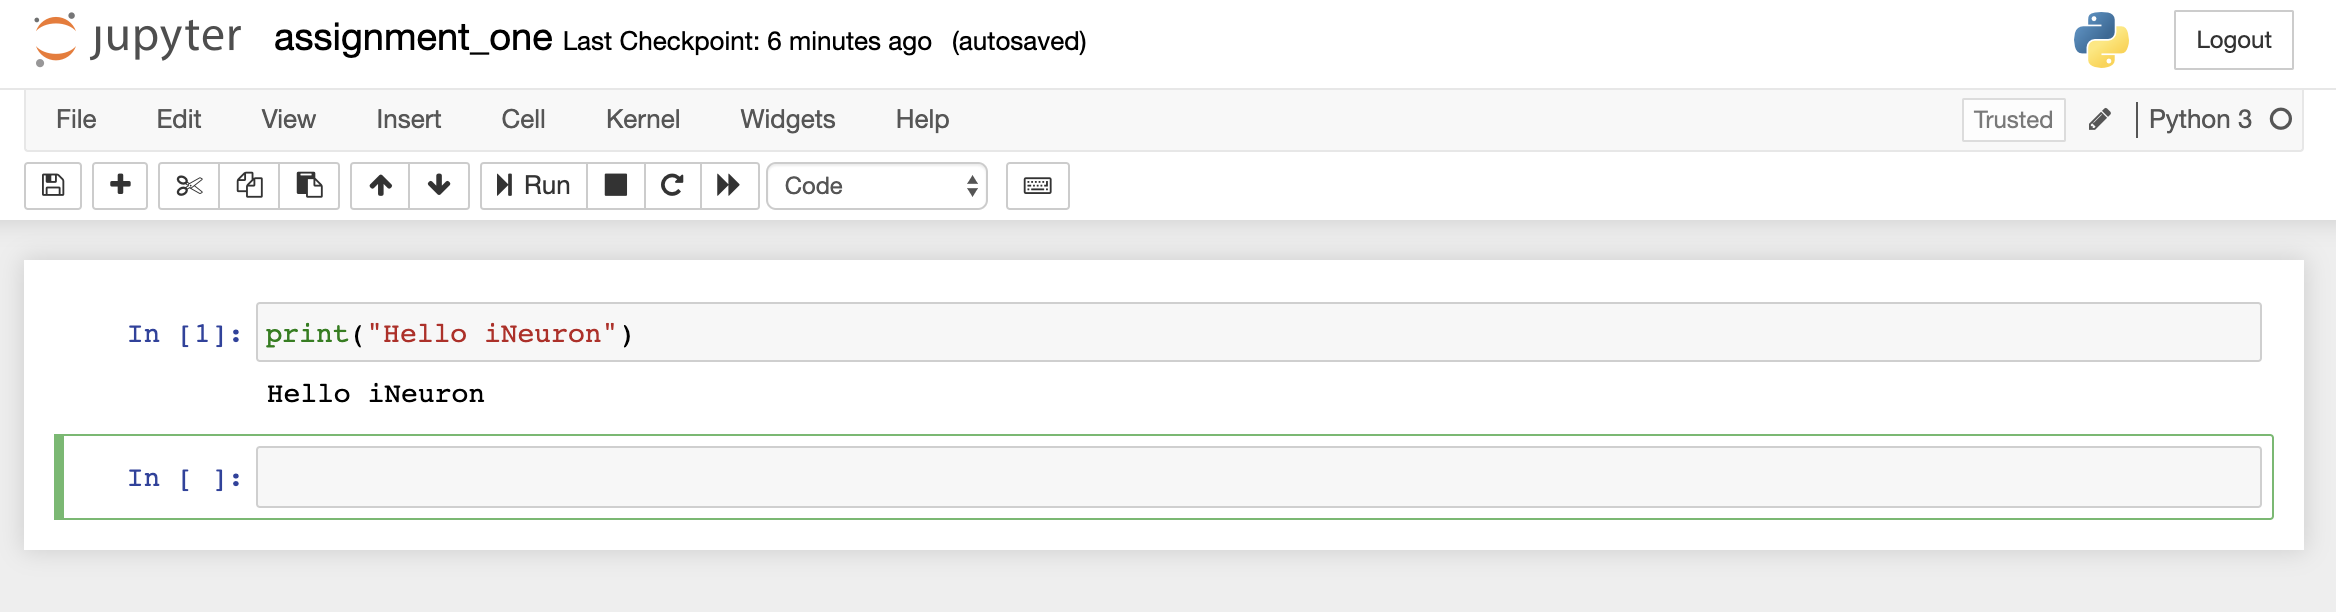 jupyter assignment_one Last Checkpoint: 6 minutes ago (autosaved) Logout
File Edit View Insert Cell Kernel Widgets Help Trusted Python 3
Run Code
In [1]: print("Hello iNeuron")
Hello iNeuron
In [ ]: